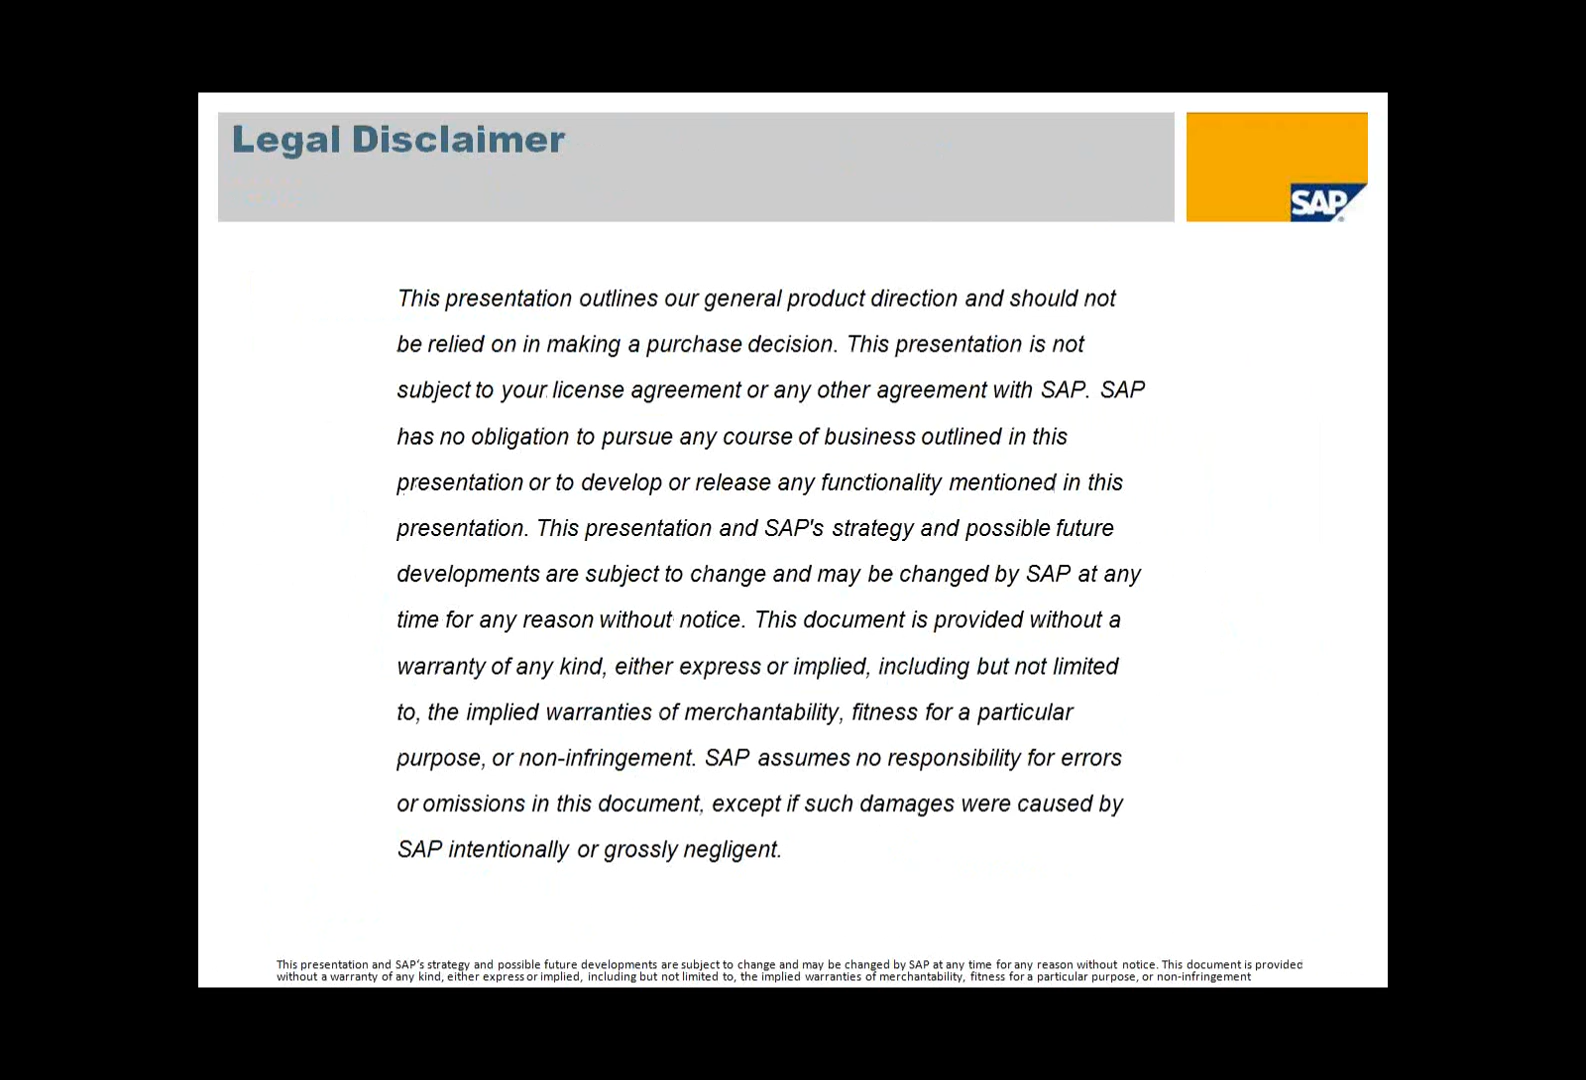 Legal Disclaimer
SAP
This presentation outlines our general product direction and should not
be relied on in making a purchase decision. This presentation is not
subject to your license agreement or any other agreement with SAP. SAP
has no obligation to pursue any course of business outlined in this
presentation or to develop or release any functionality mentioned in this
presentation. This presentation and SAP's strategy and possible future
developments are subject to change and may be changed by SAP at any
time for any reason without notice. This document is provided without a
warranty of any kind, either express or implied, including but not limited
to, the implied warranties of merchantability, fitness for a particular
purpose, or non-infringement. SAP assumes no responsibility for errors
or omissions in this document, except if such damages were caused by
SAP intentionally or grossly negligent.
This presentation and SAP's strategy and possible future developments are subject to change and may be changed by SAP at any time for any reason without notice. This document is provided
without a warranty of any kind, either express or implied, including but not limited to, the implied warranties of merchantability, fitness for a particular purpose, or non-infringement